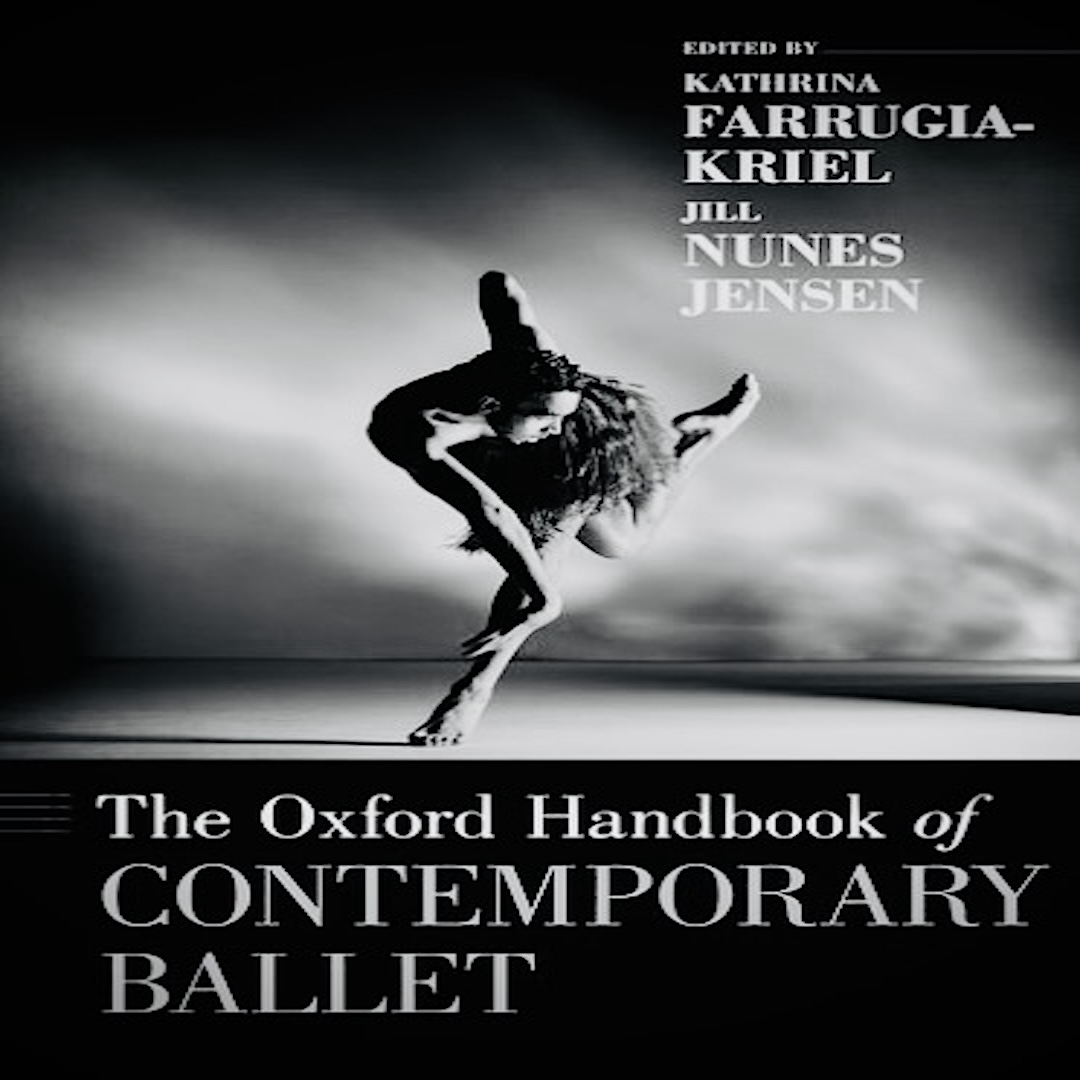 EDITED BY
KATHRINA
FARRUGIA-
KRIEL
JILL
NUNES
JENSEN
The Oxford Handbook of
CONTEMPORARY
BALLET